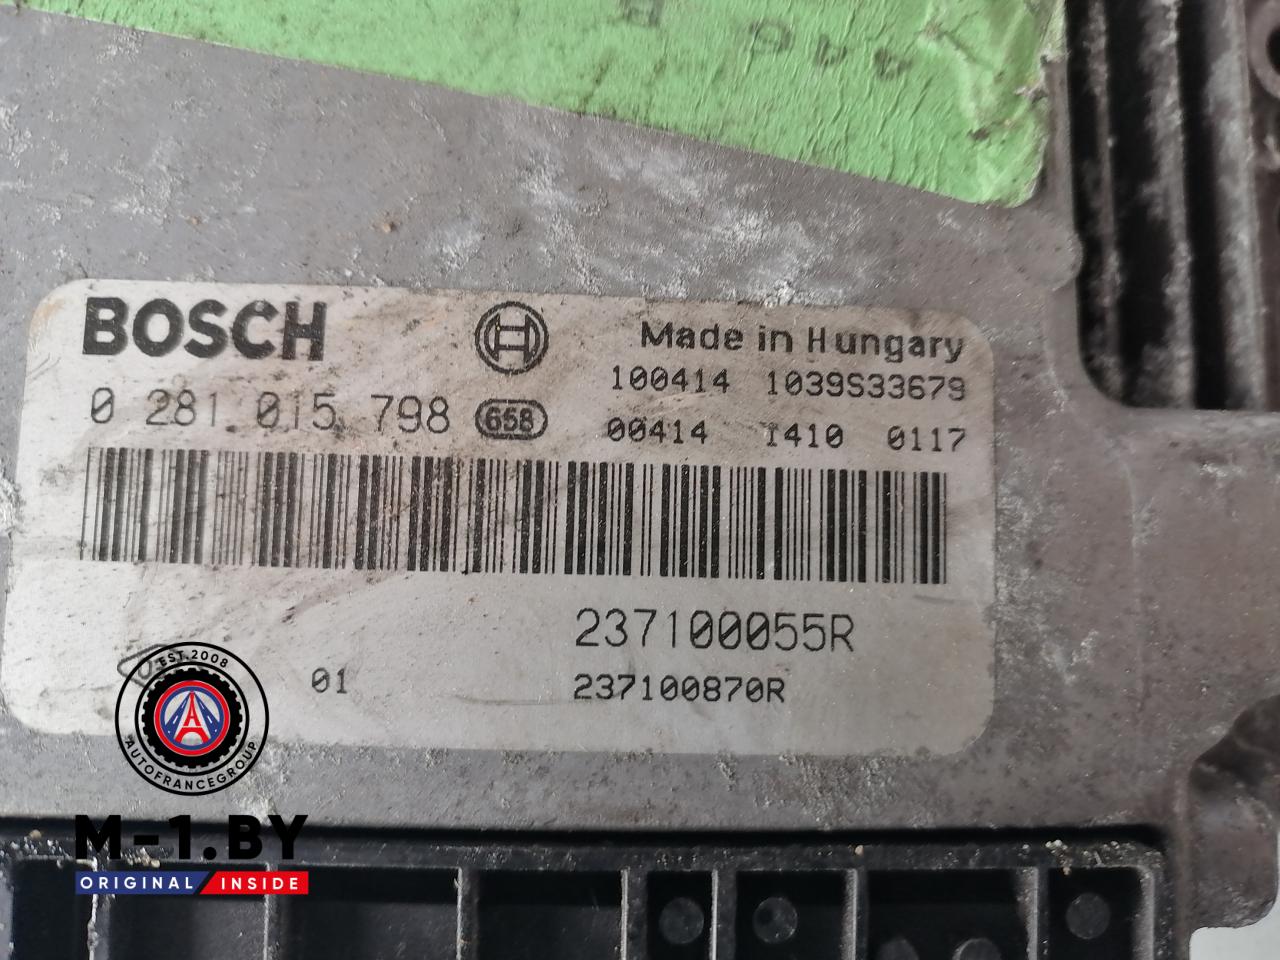 BOSCH
Made in Hungary
100414 1039S33679
0 281 015 798 658
00414 1410 0117
237100055R
01 237100870R
EST.2008
AUTOFRANCEGROUP
M-1.BY
ORIGINAL INSIDE